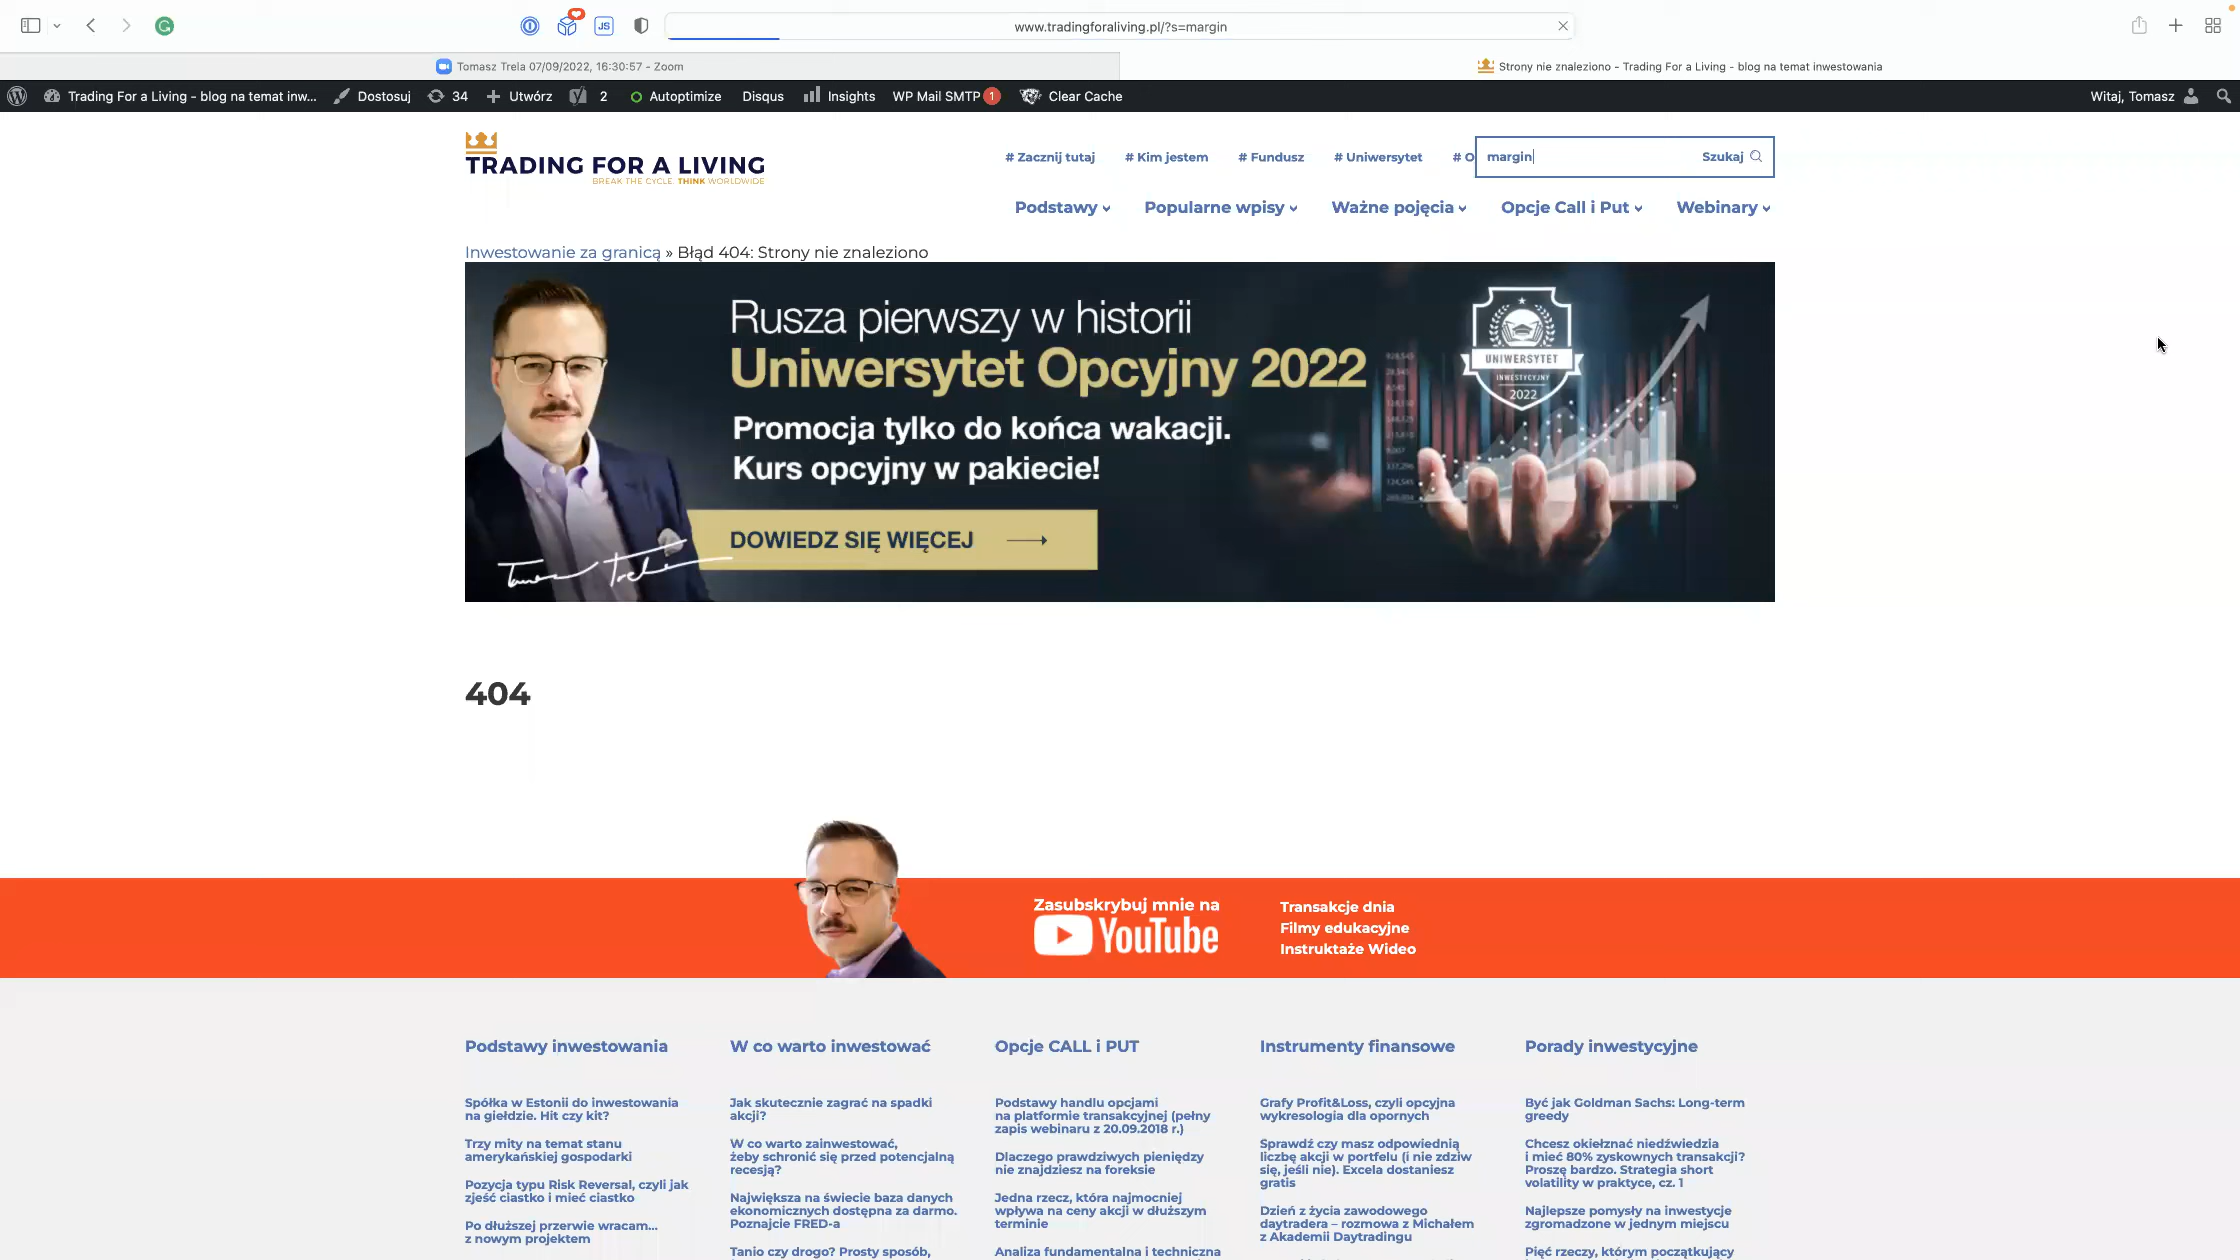 www.tradingforaliving.pl/?s=margin
Tomasz Trela 07/09/2022, 16:30:57 - Zoom
Strony nie znaleziono - Trading For a Living - blog na temat inwestowania
Trading For a Living - blog na temat inw... Dostosuj 34 Utwórz 2 Autoptimize Disqus Insights WP Mail SMTP 1 Clear Cache Witaj, Tomasz
TRADING FOR A LIVING
BREAK THE CYCLE. THINK WORLDWIDE
# Zacznij tutaj # Kim jestem # Fundusz # Uniwersytet # O margin Szukaj
Podstawy Popularne wpisy Ważne pojęcia Opcje Call i Put Webinary
Inwestowanie za granicą » Błąd 404: Strony nie znaleziono
Rusza pierwszy w historii
Uniwersytet Opcyjny 2022
Promocja tylko do końca wakacji.
Kurs opcyjny w pakiecie!
DOWIEDZ SIĘ WIĘCEJ
Tomasz Trela
UNIWERSYTET
INWESTYCYJNY
2022
404
Zasubskrybuj mnie na
YouTube
Transakcje dnia
Filmy edukacyjne
Instruktaże Wideo
Podstawy inwestowania
Spółka w Estonii do inwestowania
na giełdzie. Hit czy kit?
Trzy mity na temat stanu
amerykańskiej gospodarki
Pozycja typu Risk Reversal, czyli jak
zjeść ciastko i mieć ciastko
Po dłuższej przerwie wracam...
z nowym projektem
W co warto inwestować
Jak skutecznie zagrać na spadki
akcji?
W co warto zainwestować,
żeby schronić się przed potencjalną
recesją?
Największa na świecie baza danych
ekonomicznych dostępna za darmo.
Poznajcie FRED-a
Tanio czy drogo? Prosty sposób,
Opcje CALL i PUT
Podstawy handlu opcjami
na platformie transakcyjnej (pełny
zapis webinaru z 20.09.2018 r.)
Dlaczego prawdziwych pieniędzy
nie znajdziesz na foreksie
Jedna rzecz, która najmocniej
wpływa na ceny akcji w dłuższym
terminie
Analiza fundamentalna i techniczna
Instrumenty finansowe
Grafy Profit&Loss, czyli opcyjna
wykresologia dla opornych
Sprawdź czy masz odpowiednią
liczbę akcji w portfelu (i nie zdziw
się, jeśli nie). Excela dostaniesz
gratis
Dzień z życia zawodowego
daytradera – rozmowa z Michałem
z Akademii Daytradingu
Porady inwestycyjne
Być jak Goldman Sachs: Long-term
greedy
Chcesz okiełznać niedźwiedzia
i mieć 80% zyskownych transakcji?
Proszę bardzo. Strategia short
volatility w praktyce, cz. 1
Najlepsze pomysły na inwestycje
zgromadzone w jednym miejscu
Pięć rzeczy, którym początkujący